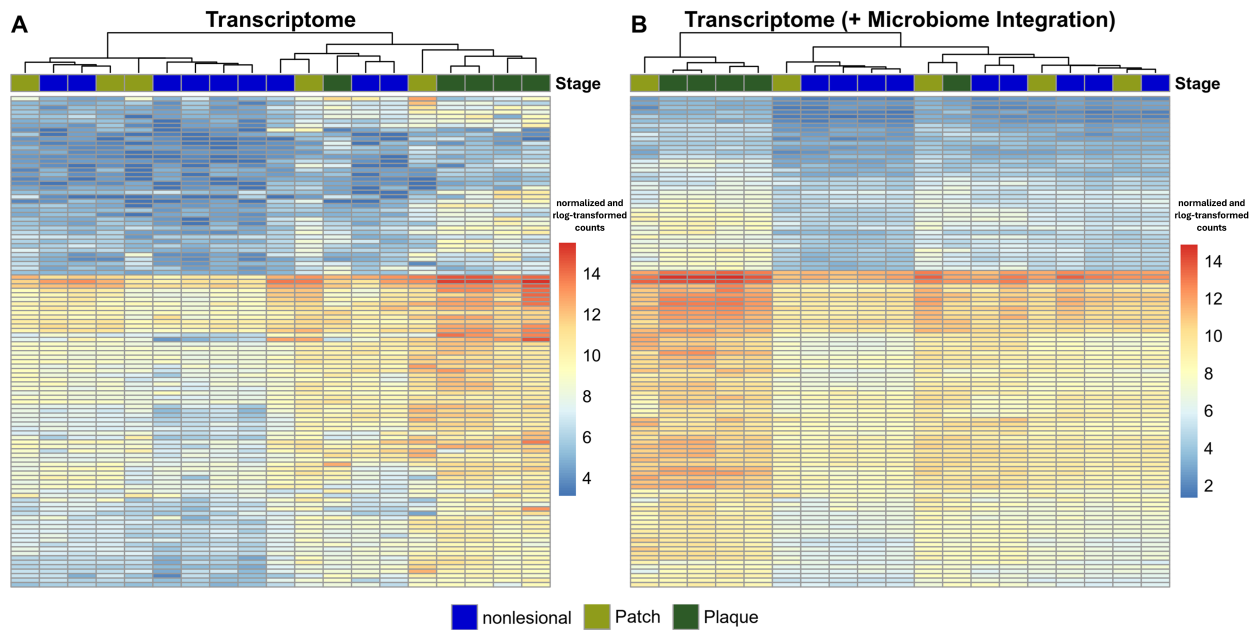 A
Transcriptome
Stage
normalized and
rlog-transformed
counts
14
12
10
8
6
4
B
Transcriptome (+ Microbiome Integration)
Stage
normalized and
rlog-transformed
counts
14
12
10
8
6
4
2
nonlesional
Patch
Plaque